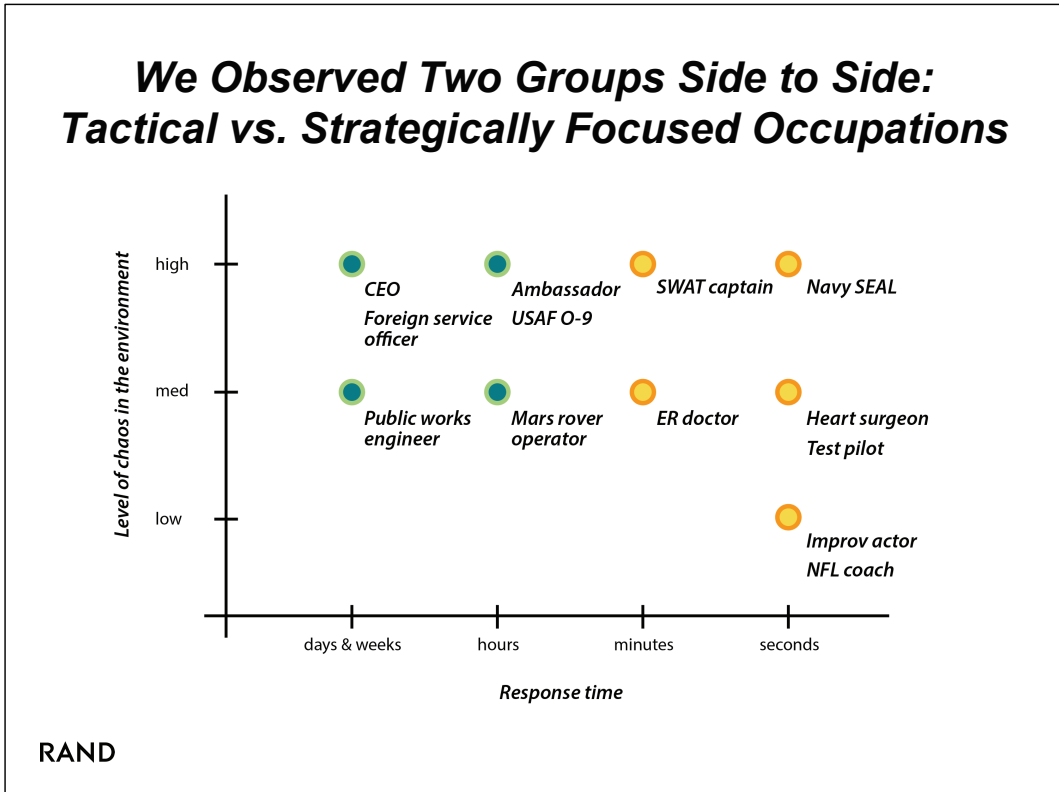 We Observed Two Groups Side to Side:
Tactical vs. Strategically Focused Occupations
Level of chaos in the environment
high
CEO
Foreign service
officer
Ambassador
USAF O-9
SWAT captain
Navy SEAL
med
Public works
engineer
Mars rover
operator
ER doctor
Heart surgeon
Test pilot
low
Improv actor
NFL coach
days & weeks
hours
minutes
seconds
Response time
RAND